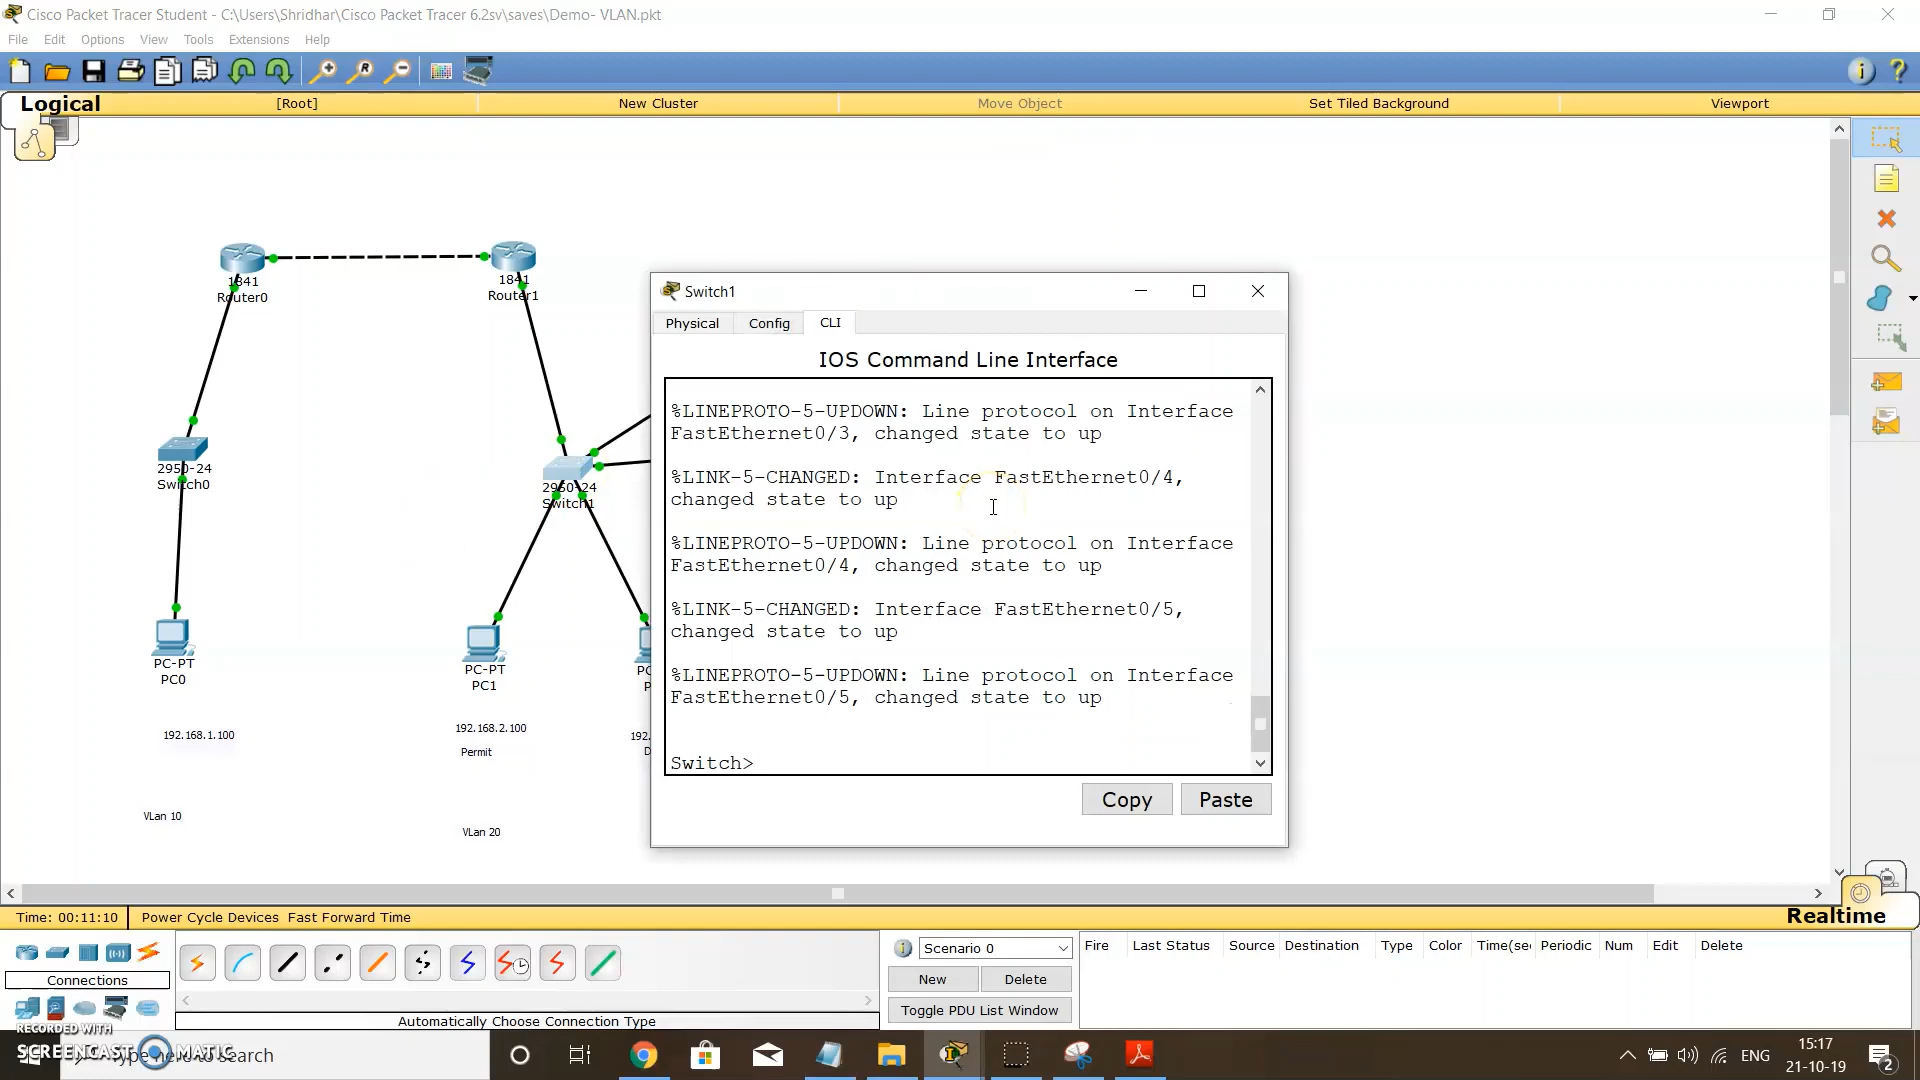 Cisco Packet Tracer Student - C:\Users\Shridhar\Cisco Packet Tracer 6.2sv\saves\Demo- VLAN.pkt
File Edit Options View Tools Extensions Help
Logical [Root] New Cluster Move Object Set Tiled Background Viewport
1841
Router0
1841
Router1
2950-24
Switch0
2950-24
Switch1
PC-PT
PC0
PC-PT
PC1
192.168.1.100
192.168.2.100
Permit
192.
VLan 10
VLan 20
Switch1
Physical Config CLI
IOS Command Line Interface
%LINEPROTO-5-UPDOWN: Line protocol on Interface
FastEthernet0/3, changed state to up
%LINK-5-CHANGED: Interface FastEthernet0/4,
changed state to up
%LINEPROTO-5-UPDOWN: Line protocol on Interface
FastEthernet0/4, changed state to up
%LINK-5-CHANGED: Interface FastEthernet0/5,
changed state to up
%LINEPROTO-5-UPDOWN: Line protocol on Interface
FastEthernet0/5, changed state to up
Switch>
Copy Paste
Time: 00:11:10 Power Cycle Devices Fast Forward Time Realtime
Connections
Automatically Choose Connection Type
Scenario 0
New Delete
Toggle PDU List Window
Fire Last Status Source Destination Type Color Time(sec Periodic Num Edit Delete
RECORDED WITH
SCREENCAST MATIC
Type here to search
ENG
15:17
21-10-19
2